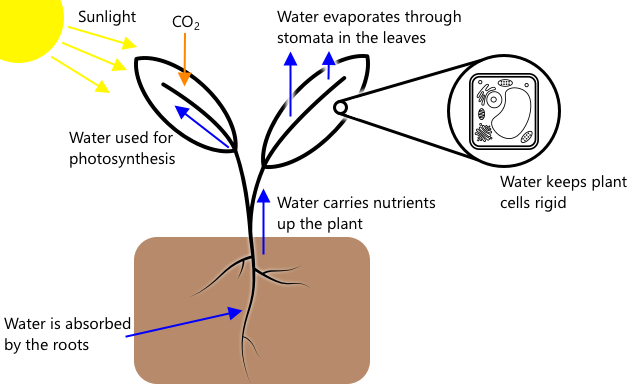 Sunlight
CO₂
Water evaporates through
stomata in the leaves
Water used for
photosynthesis
Water keeps plant
cells rigid
Water carries nutrients
up the plant
Water is absorbed
by the roots